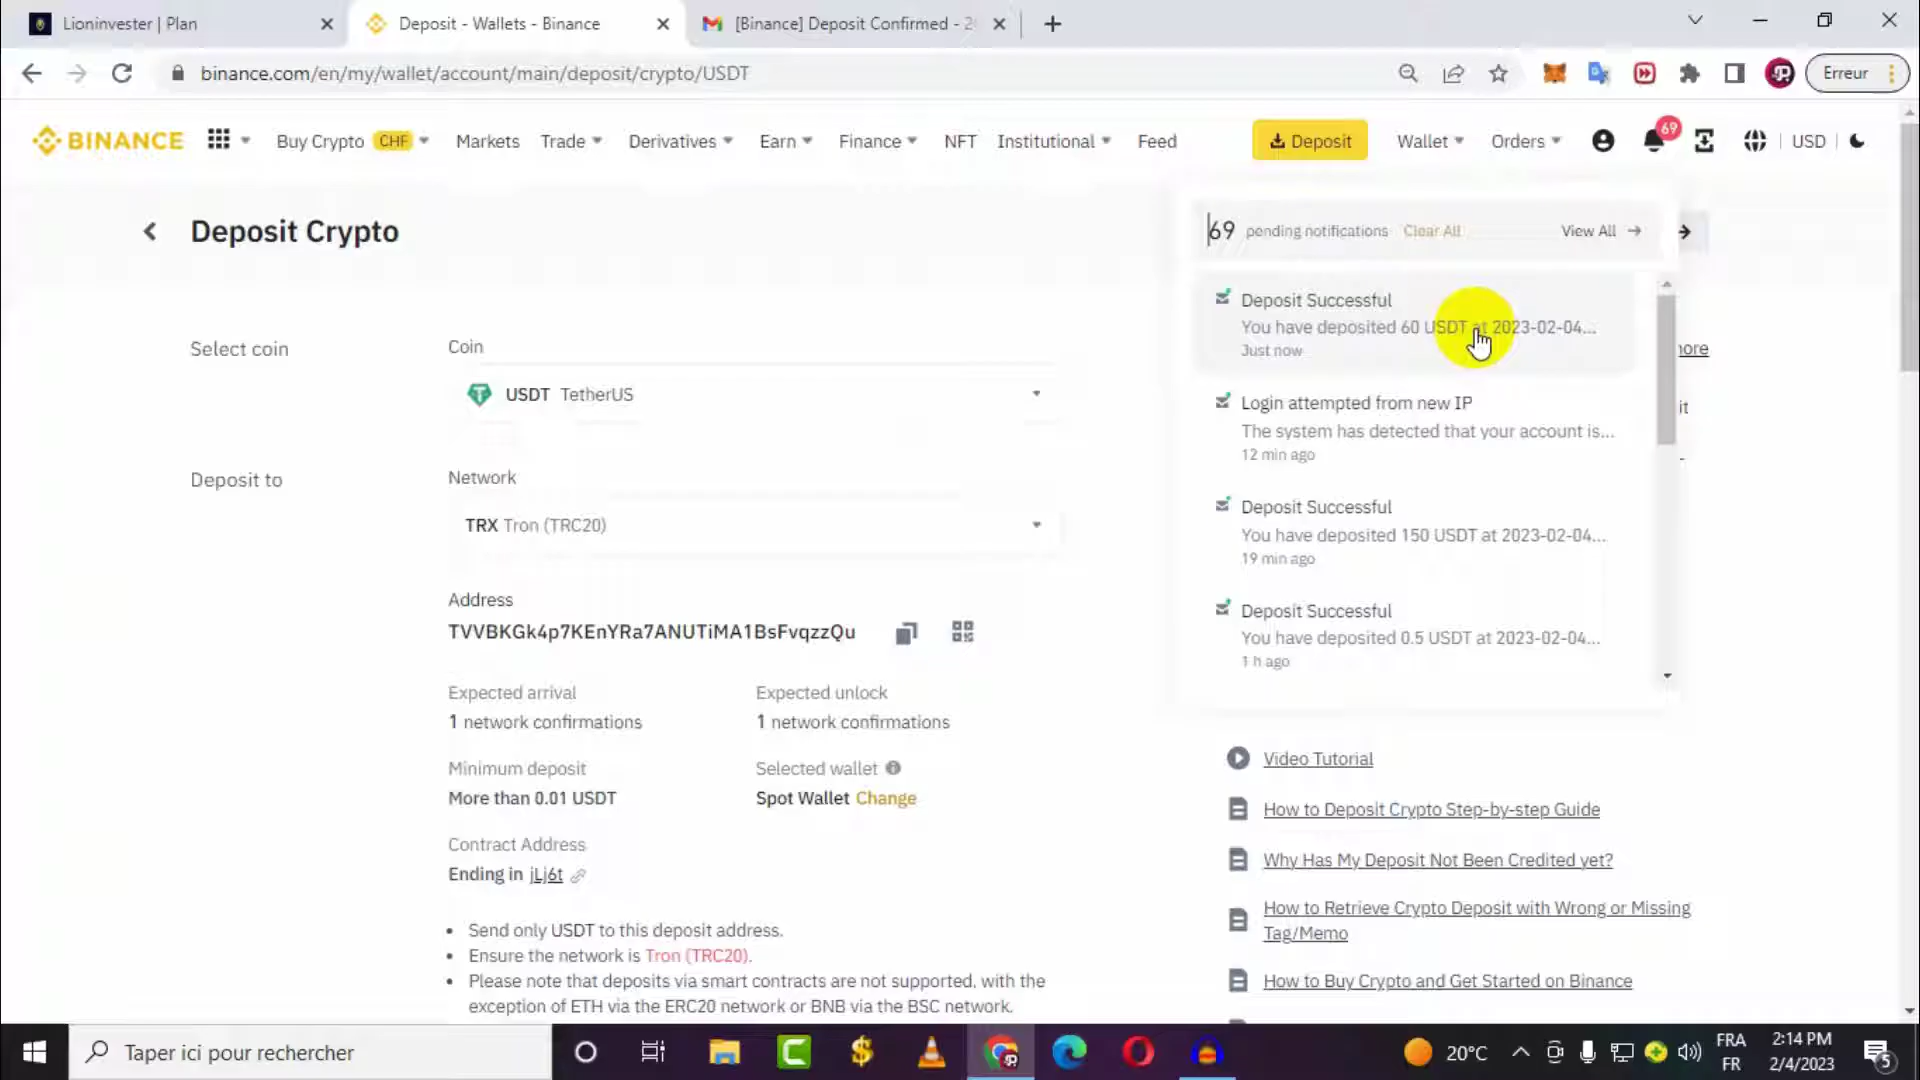 Lioninvester | Plan
Deposit - Wallets - Binance
[Binance] Deposit Confirmed - 2
binance.com/en/my/wallet/account/main/deposit/crypto/USDT
Erreur
BINANCE
Buy Crypto CHF
Markets
Trade
Derivatives
Earn
Finance
NFT
Institutional
Feed
Deposit
Wallet
Orders
69
USD
Deposit Crypto
69 pending notifications Clear All View All
Deposit Successful
You have deposited 60 USDT at 2023-02-04...
Just now
Login attempted from new IP
The system has detected that your account is...
12 min ago
Deposit Successful
You have deposited 150 USDT at 2023-02-04...
19 min ago
Deposit Successful
You have deposited 0.5 USDT at 2023-02-04...
1 h ago
Select coin
Coin
USDT TetherUS
Deposit to
Network
TRX Tron (TRC20)
Address
TVVBKGk4p7KEnYRa7ANUTiMA1BsFvqzzQu
Expected arrival
1 network confirmations
Expected unlock
1 network confirmations
Minimum deposit
More than 0.01 USDT
Selected wallet
Spot Wallet Change
Contract Address
Ending in jLj6t
Send only USDT to this deposit address.
Ensure the network is Tron (TRC20).
Please note that deposits via smart contracts are not supported, with the
exception of ETH via the ERC20 network or BNB via the BSC network.
Video Tutorial
How to Deposit Crypto Step-by-step Guide
Why Has My Deposit Not Been Credited yet?
How to Retrieve Crypto Deposit with Wrong or Missing
Tag/Memo
How to Buy Crypto and Get Started on Binance
Taper ici pour rechercher
20°C
FRA
FR
2:14 PM
2/4/2023
5